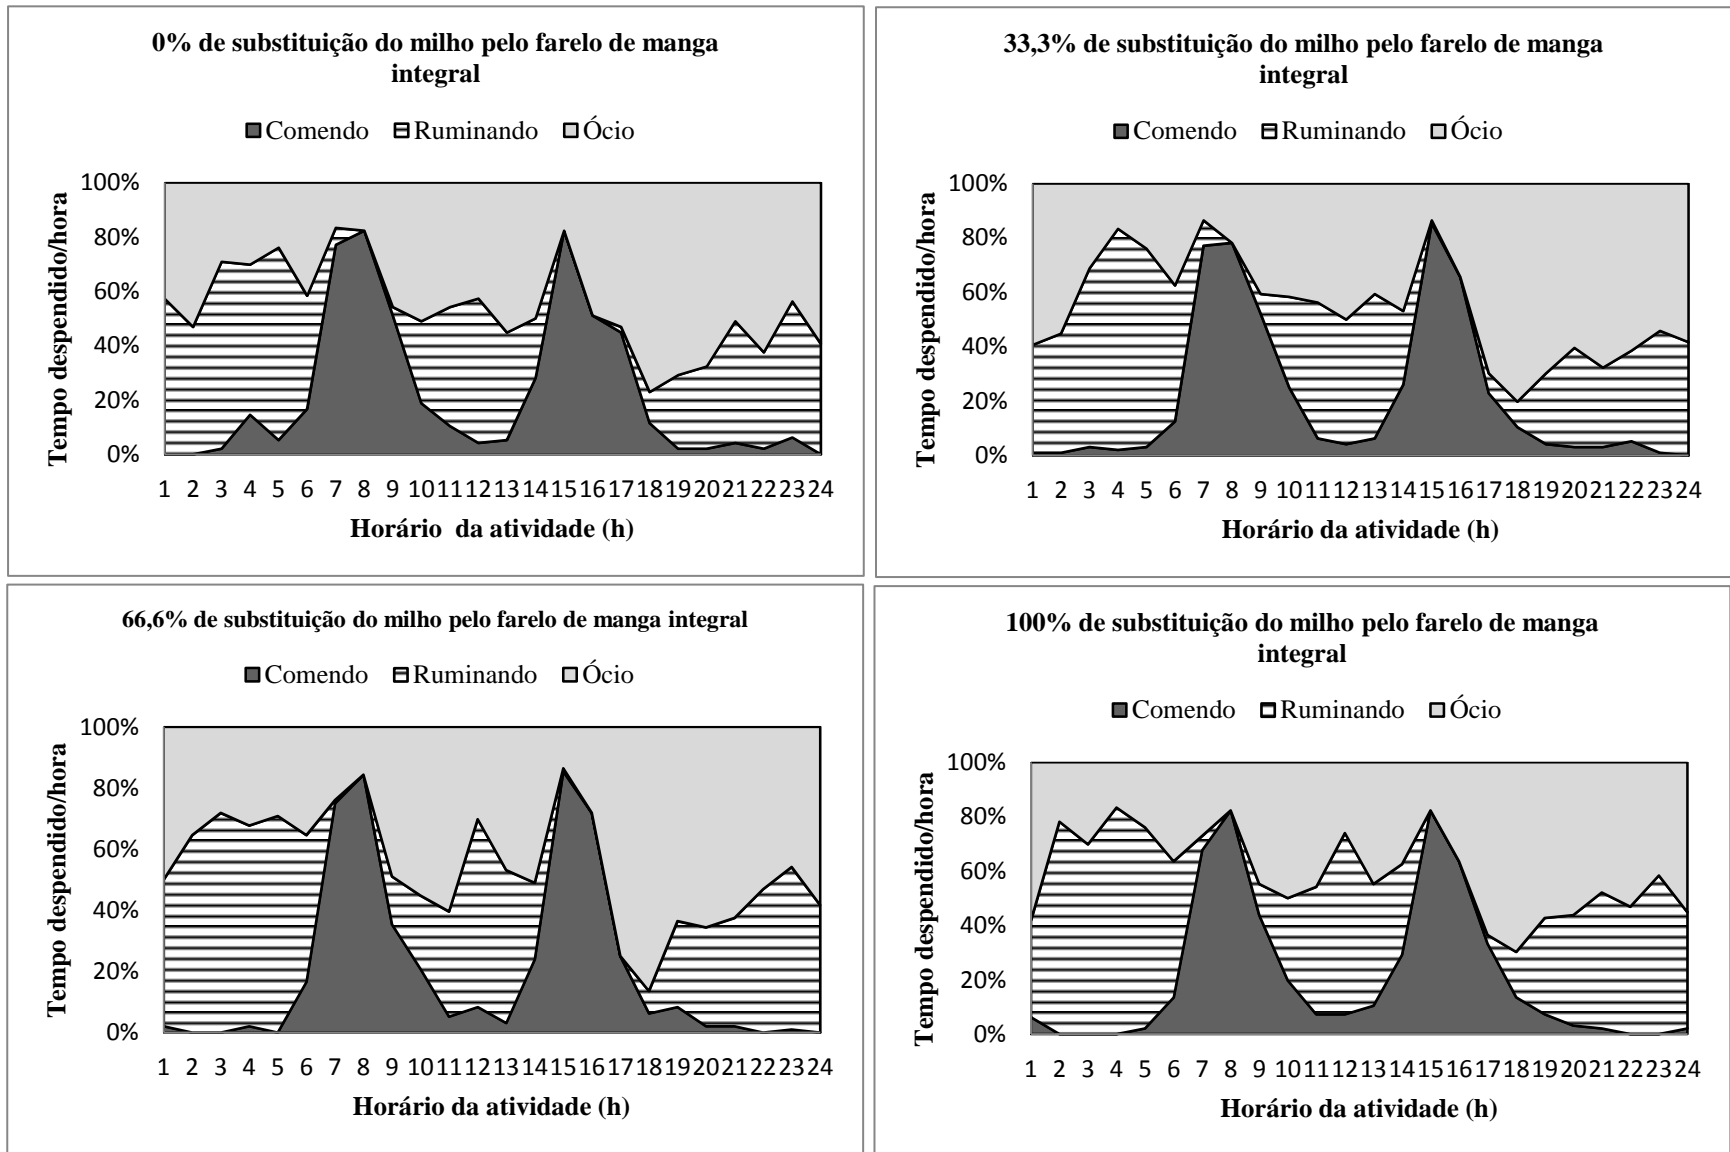 0% de substituição do milho pelo farelo de manga
integral
Comendo Ruminando Ócio
Tempo despendido/hora
100%
80%
60%
40%
20%
0%
1 2 3 4 5 6 7 8 9 10 11 12 13 14 15 16 17 18 19 20 21 22 23 24
Horário da atividade (h)
33,3% de substituição do milho pelo farelo de manga
integral
Comendo Ruminando Ócio
Tempo despendido/hora
100%
80%
60%
40%
20%
0%
1 2 3 4 5 6 7 8 9 10 11 12 13 14 15 16 17 18 19 20 21 22 23 24
Horário da atividade (h)
66,6% de substituição do milho pelo farelo de manga integral
Comendo Ruminando Ócio
Tempo despendido/hora
100%
80%
60%
40%
20%
0%
1 2 3 4 5 6 7 8 9 10 11 12 13 14 15 16 17 18 19 20 21 22 23 24
Horário da atividade (h)
100% de substituição do milho pelo farelo de manga
integral
Comendo Ruminando Ócio
Tempo despendido/hora
100%
80%
60%
40%
20%
0%
1 2 3 4 5 6 7 8 9 10 11 12 13 14 15 16 17 18 19 20 21 22 23 24
Horário da atividade (h)